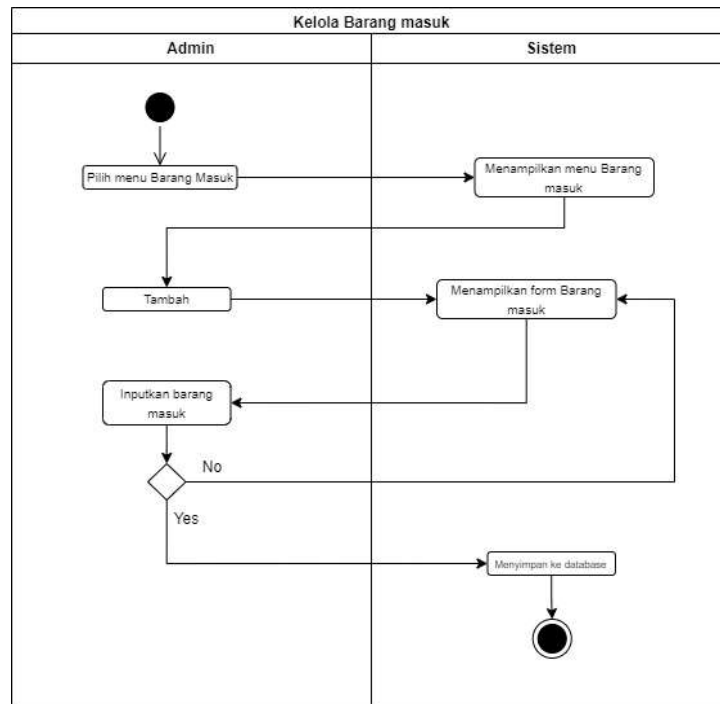 Kelola Barang masuk
Admin
Sistem
Pilih menu Barang Masuk
Menampilkan menu Barang
masuk
Tambah
Menampilkan form Barang
masuk
Inputkan barang
masuk
No
Yes
Menyimpan ke database